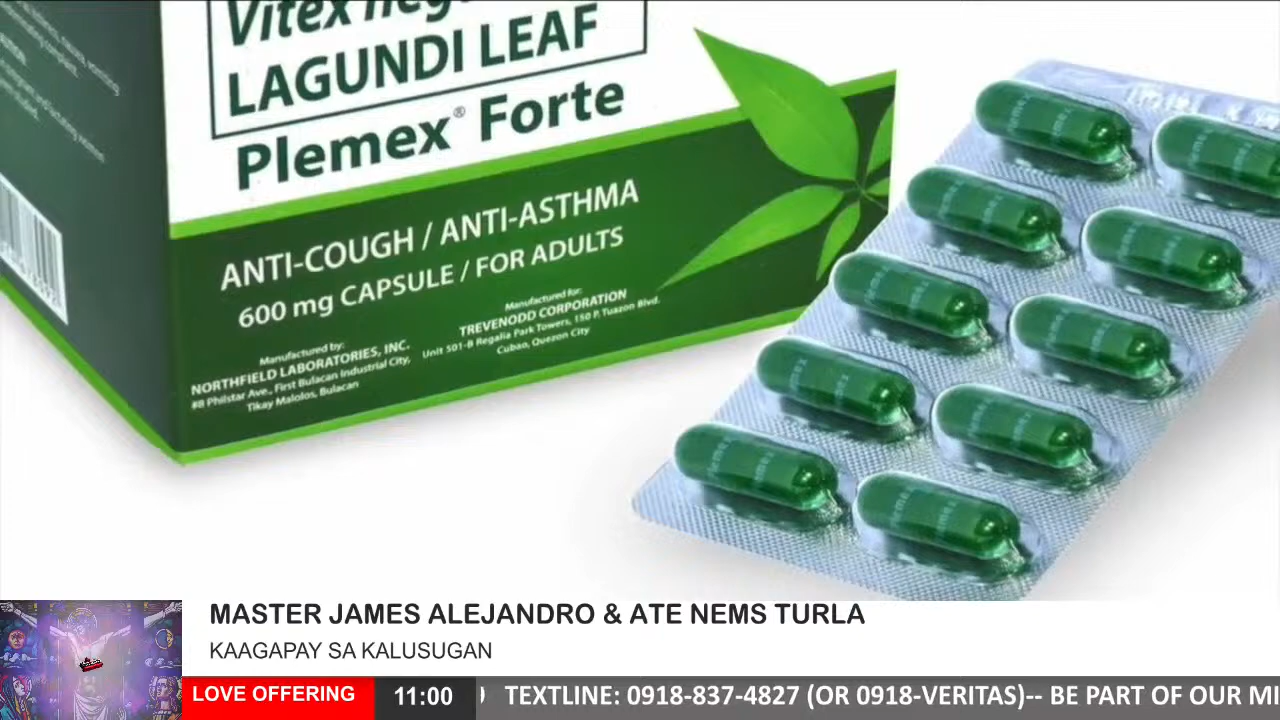 Vitex
LAGUNDI LEAF
Plemex® Forte
ANTI-COUGH / ANTI-ASTHMA
600 mg CAPSULE / FOR ADULTS
Manufactured by:
NORTHFIELD LABORATORIES, INC.
#8 Philstar Ave., First Bulacan Industrial City,
Tikay Malolos, Bulacan
Manufactured for:
TREVENODD CORPORATION
Unit 501-B Regalia Park Towers, 150 P. Tuazon Blvd.
Cubao, Quezon City
MASTER JAMES ALEJANDRO & ATE NEMS TURLA
KAAGAPAY SA KALUSUGAN
LOVE OFFERING
11:00
TEXTLINE: 0918-837-4827 (OR 0918-VERITAS)-- BE PART OF OUR MI